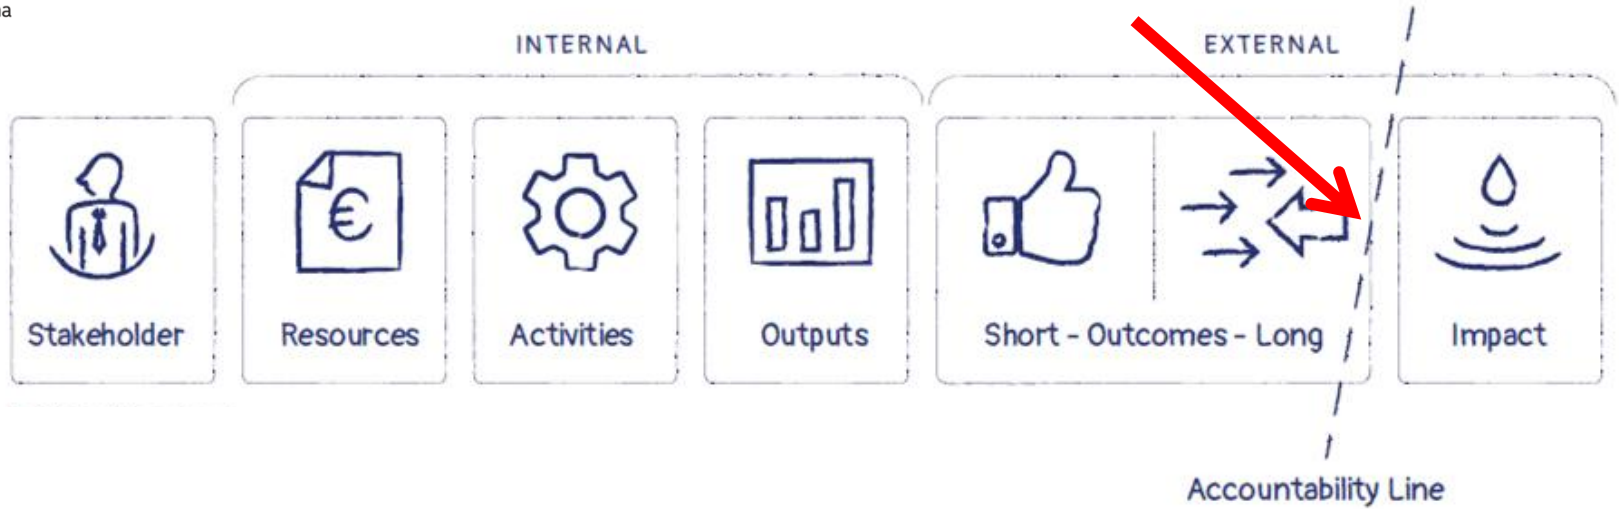 INTERNAL
EXTERNAL
Stakeholder
Resources
Activities
Outputs
Short - Outcomes - Long
Impact
Accountability Line